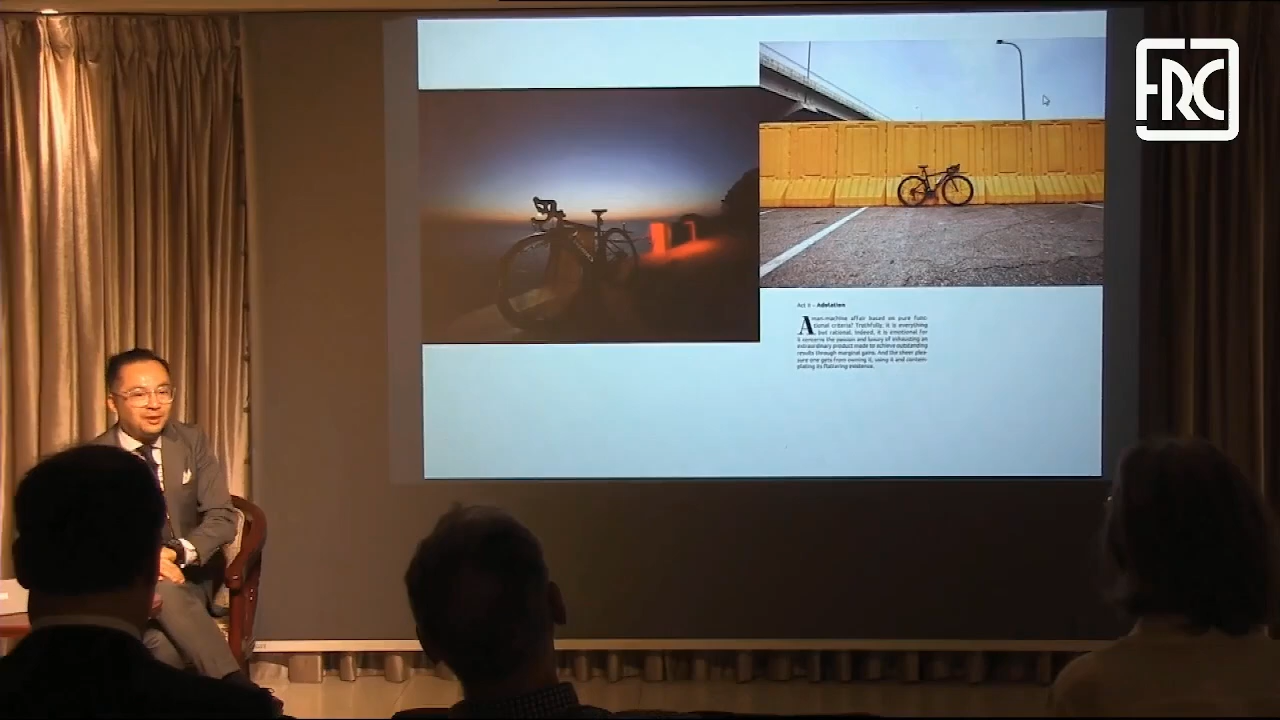 FRC
Act II - Adelation
A man-machine affair based on pure func-
tional criteria? Truthfully, it is everything
but rational. Indeed, it is emotional for
it concerns the passion and luxury of exhausting an
extraordinary product made to achieve outstanding
results through marginal gains. And the sheer plea-
sure one gets from owning it, using it and contem-
plating its flattering existence.